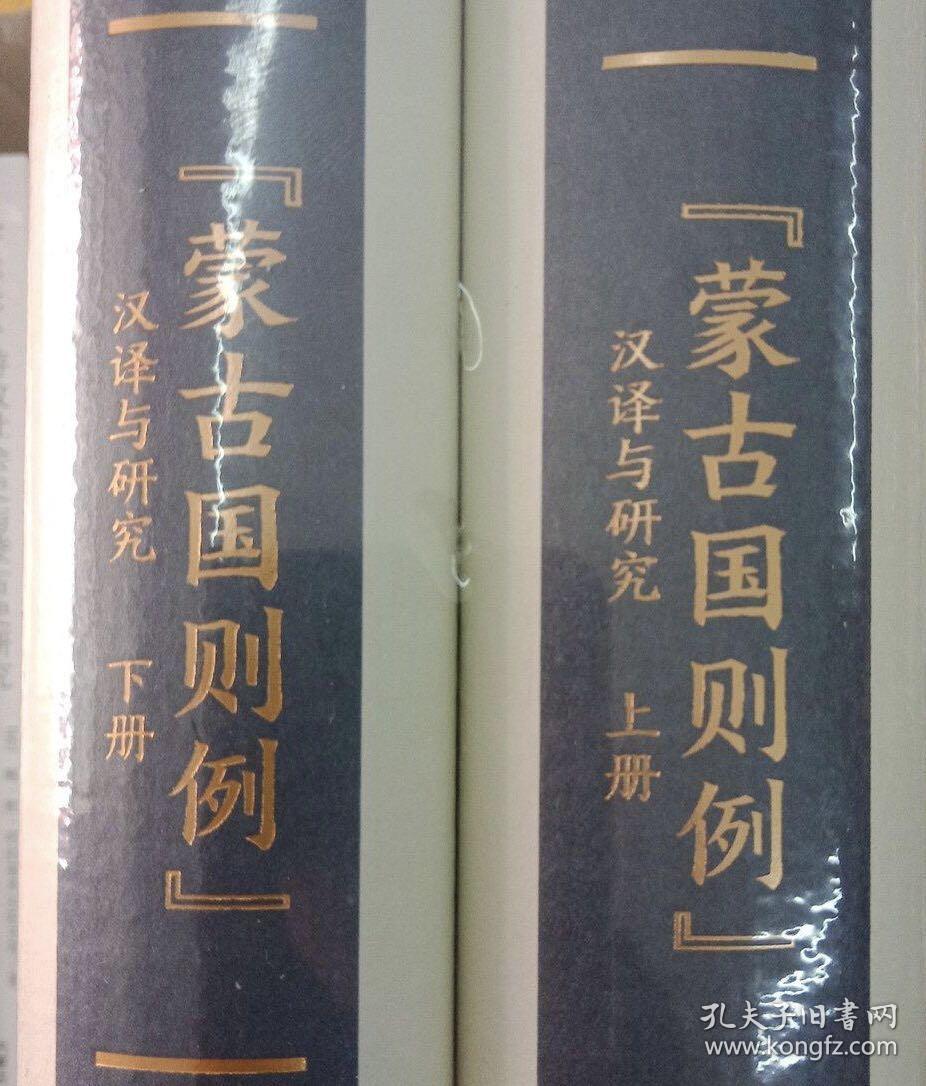 『蒙古国则例』
汉译与研究 上册
『蒙古国则例』
汉译与研究 下册
孔夫子旧书网
www.kongfz.com